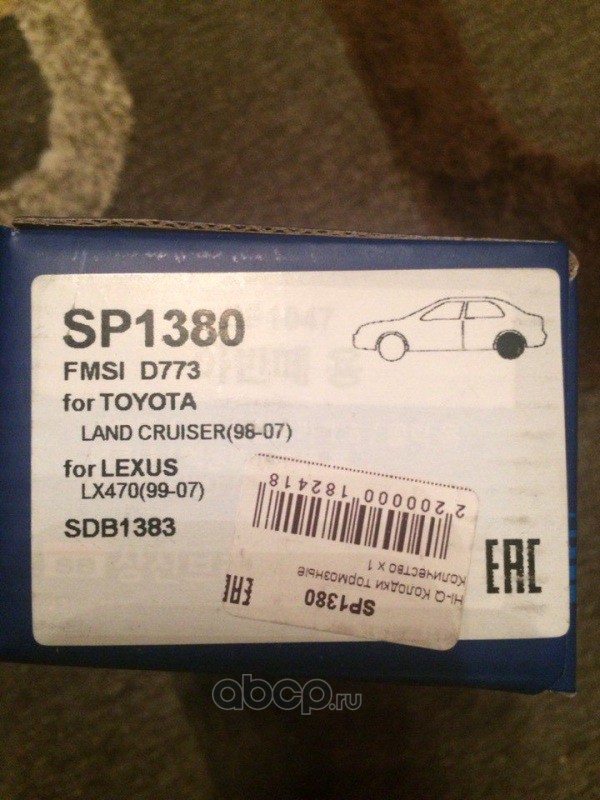 SP1380
FMSI D773
for TOYOTA
LAND CRUISER(98-07)
for LEXUS
LX470(99-07)
SDB1383
EAC
SP1380
HI-Q Колодки тормозные
Количество x 1
2 200000 182418
EAC
abcp.ru